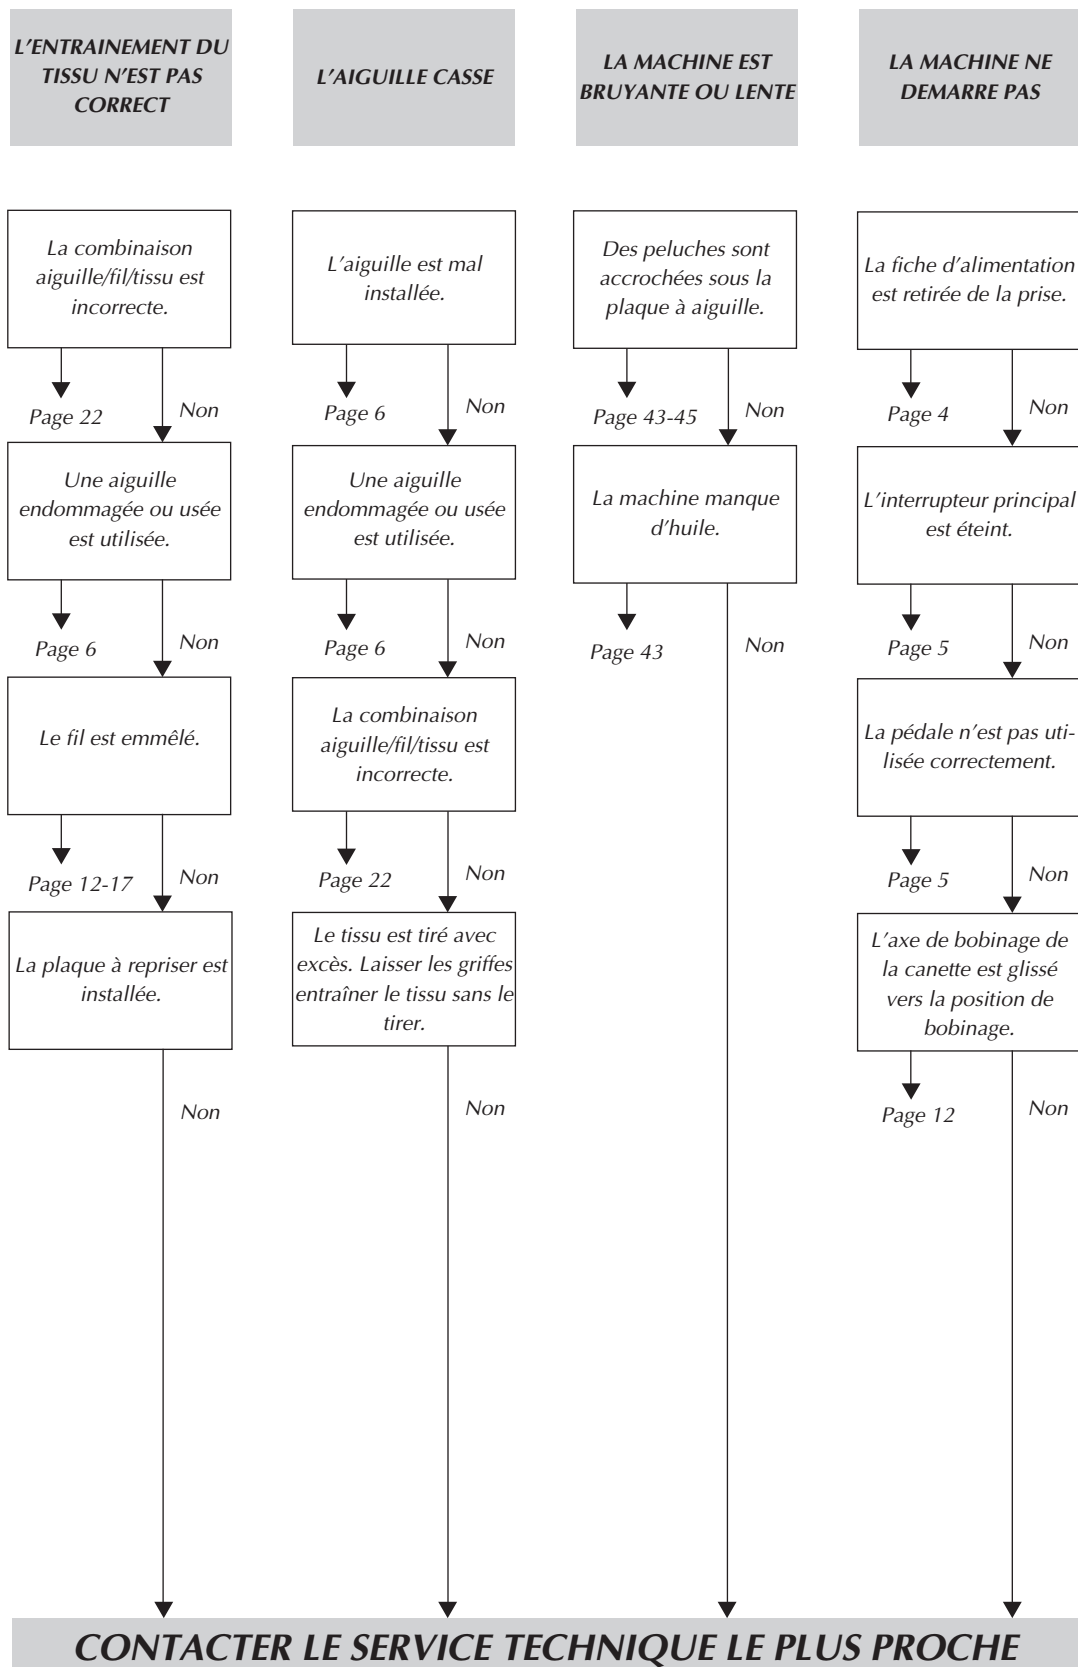 L'ENTRAINEMENT DU
TISSU N'EST PAS
CORRECT
L'AIGUILLE CASSE
LA MACHINE EST
BRUYANTE OU LENTE
LA MACHINE NE
DEMARRE PAS
La combinaison
aiguille/fil/tissu est
incorrecte.
Page 22
Non
Une aiguille
endommagée ou usée
est utilisée.
Page 6
Non
Le fil est emmêlé.
Page 12-17
Non
La plaque à repriser est
installée.
Non
L'aiguille est mal
installée.
Page 6
Non
Une aiguille
endommagée ou usée
est utilisée.
Page 6
Non
La combinaison
aiguille/fil/tissu est
incorrecte.
Page 22
Non
Le tissu est tiré avec
excès. Laisser les griffes
entraîner le tissu sans le
tirer.
Non
Des peluches sont
accrochées sous la
plaque à aiguille.
Page 43-45
Non
La machine manque
d'huile.
Page 43
Non
La fiche d'alimentation
est retirée de la prise.
Page 4
Non
L'interrupteur principal
est éteint.
Page 5
Non
La pédale n'est pas uti-
lisée correctement.
Page 5
Non
L'axe de bobinage de
la canette est glissé
vers la position de
bobinage.
Page 12
Non
CONTACTER LE SERVICE TECHNIQUE LE PLUS PROCHE